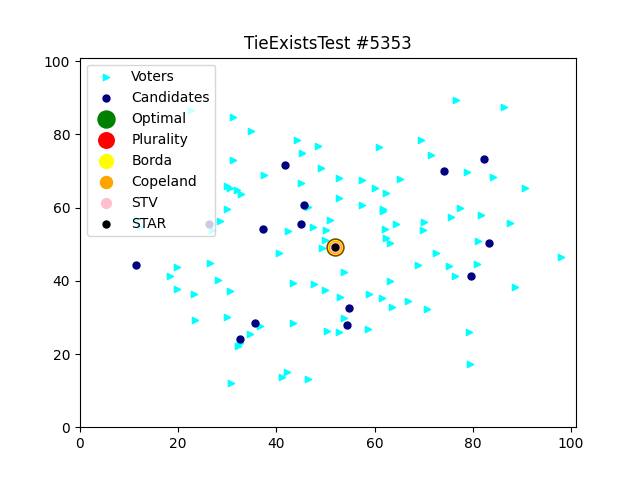 TieExistsTest #5353
100
80
60
40
20
0
Voters
Candidates
Optimal
Plurality
Borda
Copeland
STV
STAR
0 20 40 60 80 100